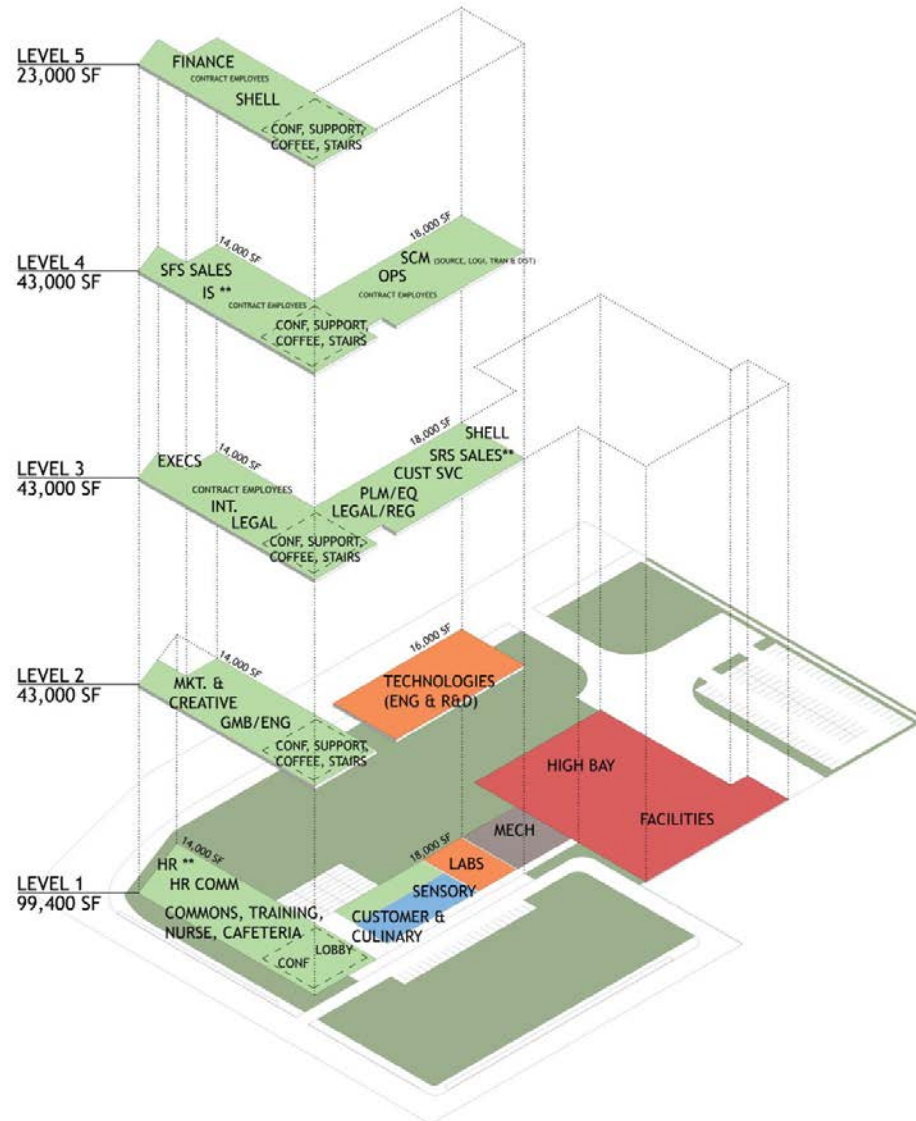 LEVEL 5
23,000 SF
FINANCE
CONTRACT EMPLOYEES
SHELL
CONF, SUPPORT,
COFFEE, STAIRS
LEVEL 4
43,000 SF
14,000 SF
18,000 SF
SFS SALES
IS **
CONTRACT EMPLOYEES
CONF, SUPPORT,
COFFEE, STAIRS
SCM (SOURCE, LOGI, TRAN & DIST)
OPS
CONTRACT EMPLOYEES
LEVEL 3
43,000 SF
14,000 SF
18,000 SF
EXECS
CONTRACT EMPLOYEES
INT.
LEGAL
CONF, SUPPORT,
COFFEE, STAIRS
SHELL
SRS SALES**
CUST SVC
PLM/EQ
LEGAL/REG
LEVEL 2
43,000 SF
14,000 SF
16,000 SF
MKT. &
CREATIVE
GMB/ENG
CONF, SUPPORT,
COFFEE, STAIRS
TECHNOLOGIES
(ENG & R&D)
HIGH BAY
FACILITIES
MECH
LEVEL 1
99,400 SF
14,000 SF
18,000 SF
HR **
HR COMM
COMMONS, TRAINING,
NURSE, CAFETERIA
LOBBY
CONF
LABS
SENSORY
CUSTOMER &
CULINARY